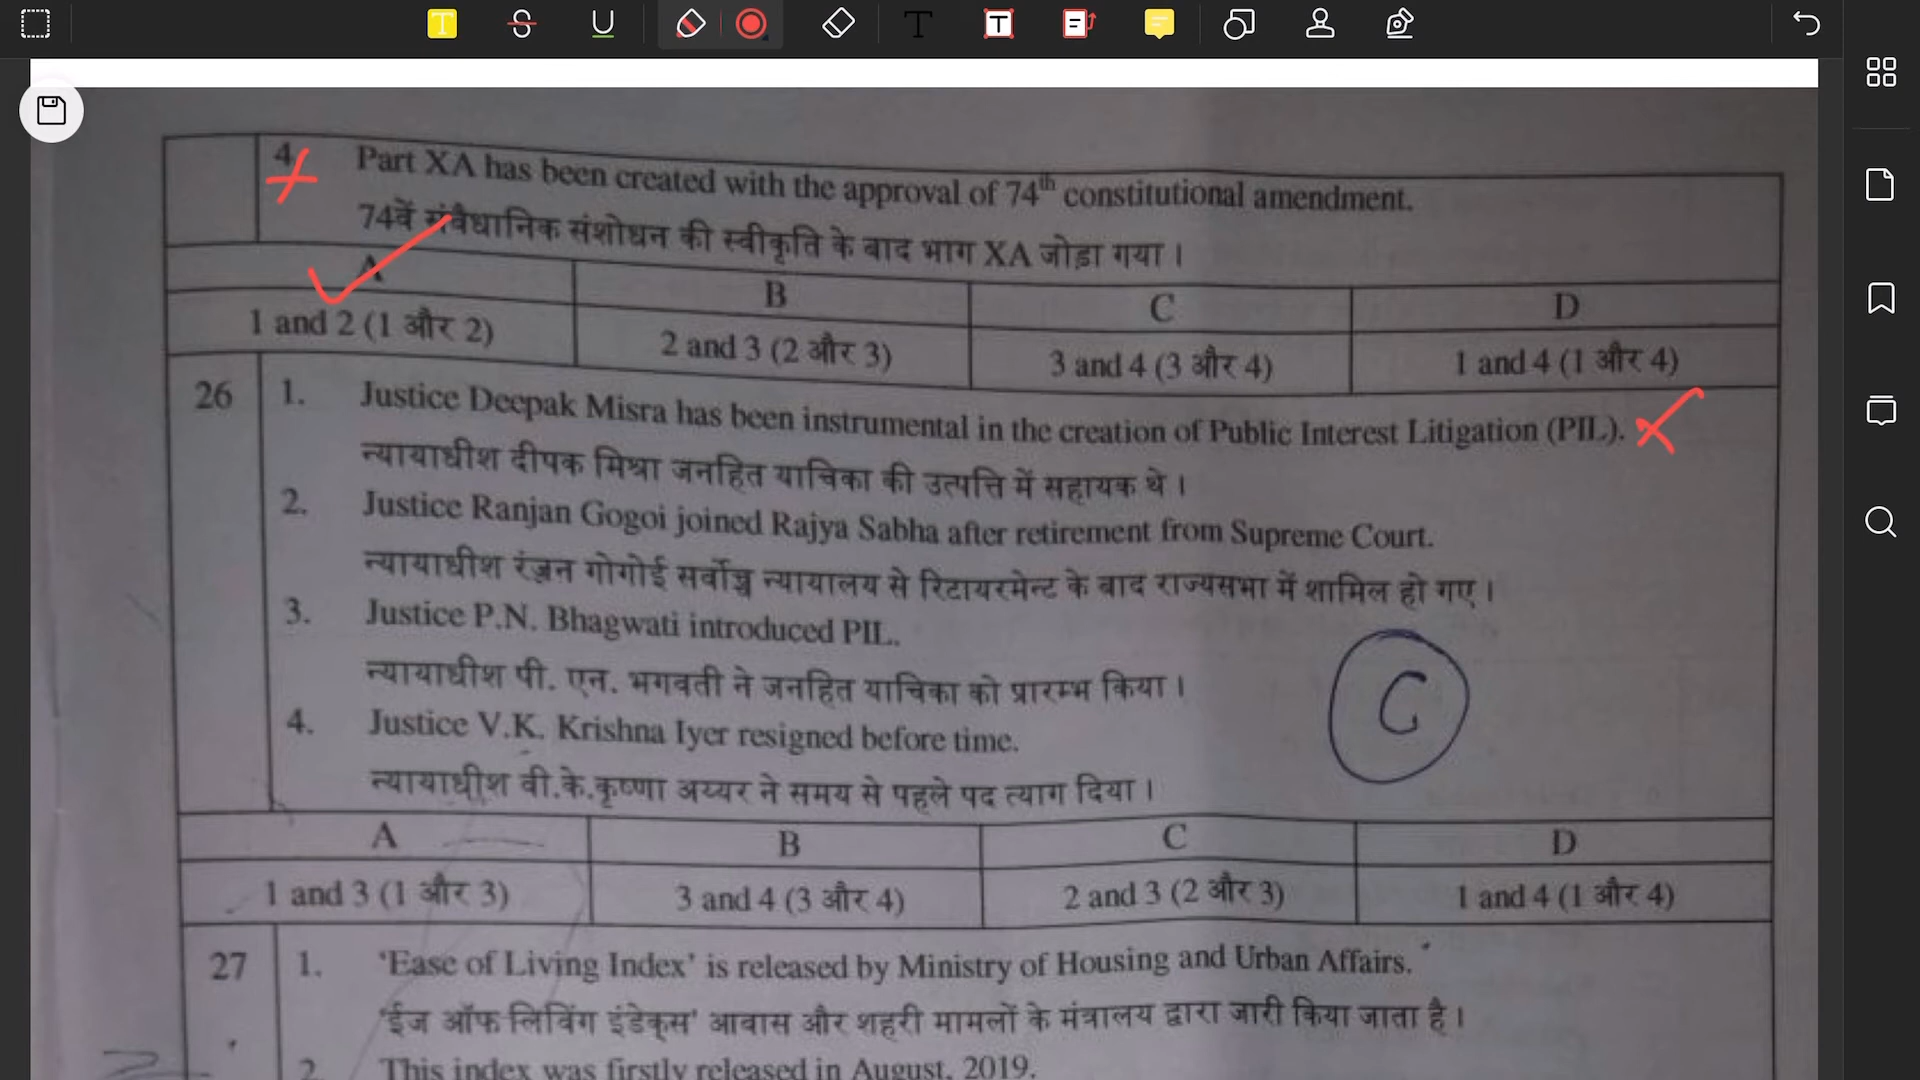 4. Part XA has been created with the approval of 74th constitutional amendment.
74वें संवैधानिक संशोधन की स्वीकृति के बाद भाग XA जोड़ा गया।
A B C D
1 and 2 (1 और 2) 2 and 3 (2 और 3) 3 and 4 (3 और 4) 1 and 4 (1 और 4)
26 1. Justice Deepak Misra has been instrumental in the creation of Public Interest Litigation (PIL).
न्यायाधीश दीपक मिश्रा जनहित याचिका की उत्पत्ति में सहायक थे।
2. Justice Ranjan Gogoi joined Rajya Sabha after retirement from Supreme Court.
न्यायाधीश रंजन गोगोई सर्वोच्च न्यायालय से रिटायरमेन्ट के बाद राज्यसभा में शामिल हो गए।
3. Justice P.N. Bhagwati introduced PIL.
न्यायाधीश पी. एन. भगवती ने जनहित याचिका को प्रारम्भ किया।
C
4. Justice V.K. Krishna Iyer resigned before time.
न्यायाधीश वी.के.कृष्णा अय्यर ने समय से पहले पद त्याग दिया।
A B C D
1 and 3 (1 और 3) 3 and 4 (3 और 4) 2 and 3 (2 और 3) 1 and 4 (1 और 4)
27 1. 'Ease of Living Index' is released by Ministry of Housing and Urban Affairs.
'ईज ऑफ लिविंग इंडेक्स' आवास और शहरी मामलों के मंत्रालय द्वारा जारी किया जाता है।
2. This index was firstly released in August, 2019.